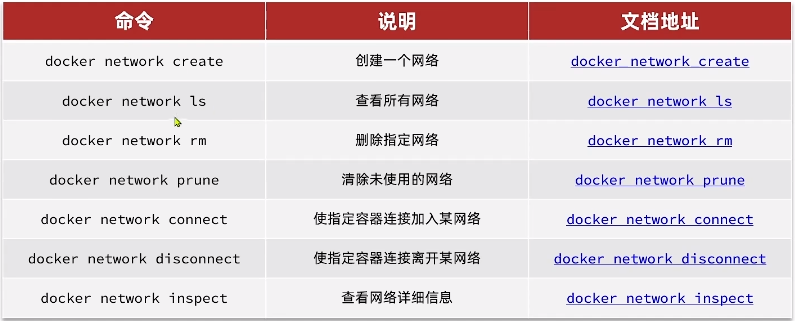 命令 说明 文档地址
docker network create 创建一个网络 docker network create
docker network ls 查看所有网络 docker network ls
docker network rm 删除指定网络 docker network rm
docker network prune 清除未使用的网络 docker network prune
docker network connect 使指定容器连接加入某网络 docker network connect
docker network disconnect 使指定容器连接离开某网络 docker network disconnect
docker network inspect 查看网络详细信息 docker network inspect